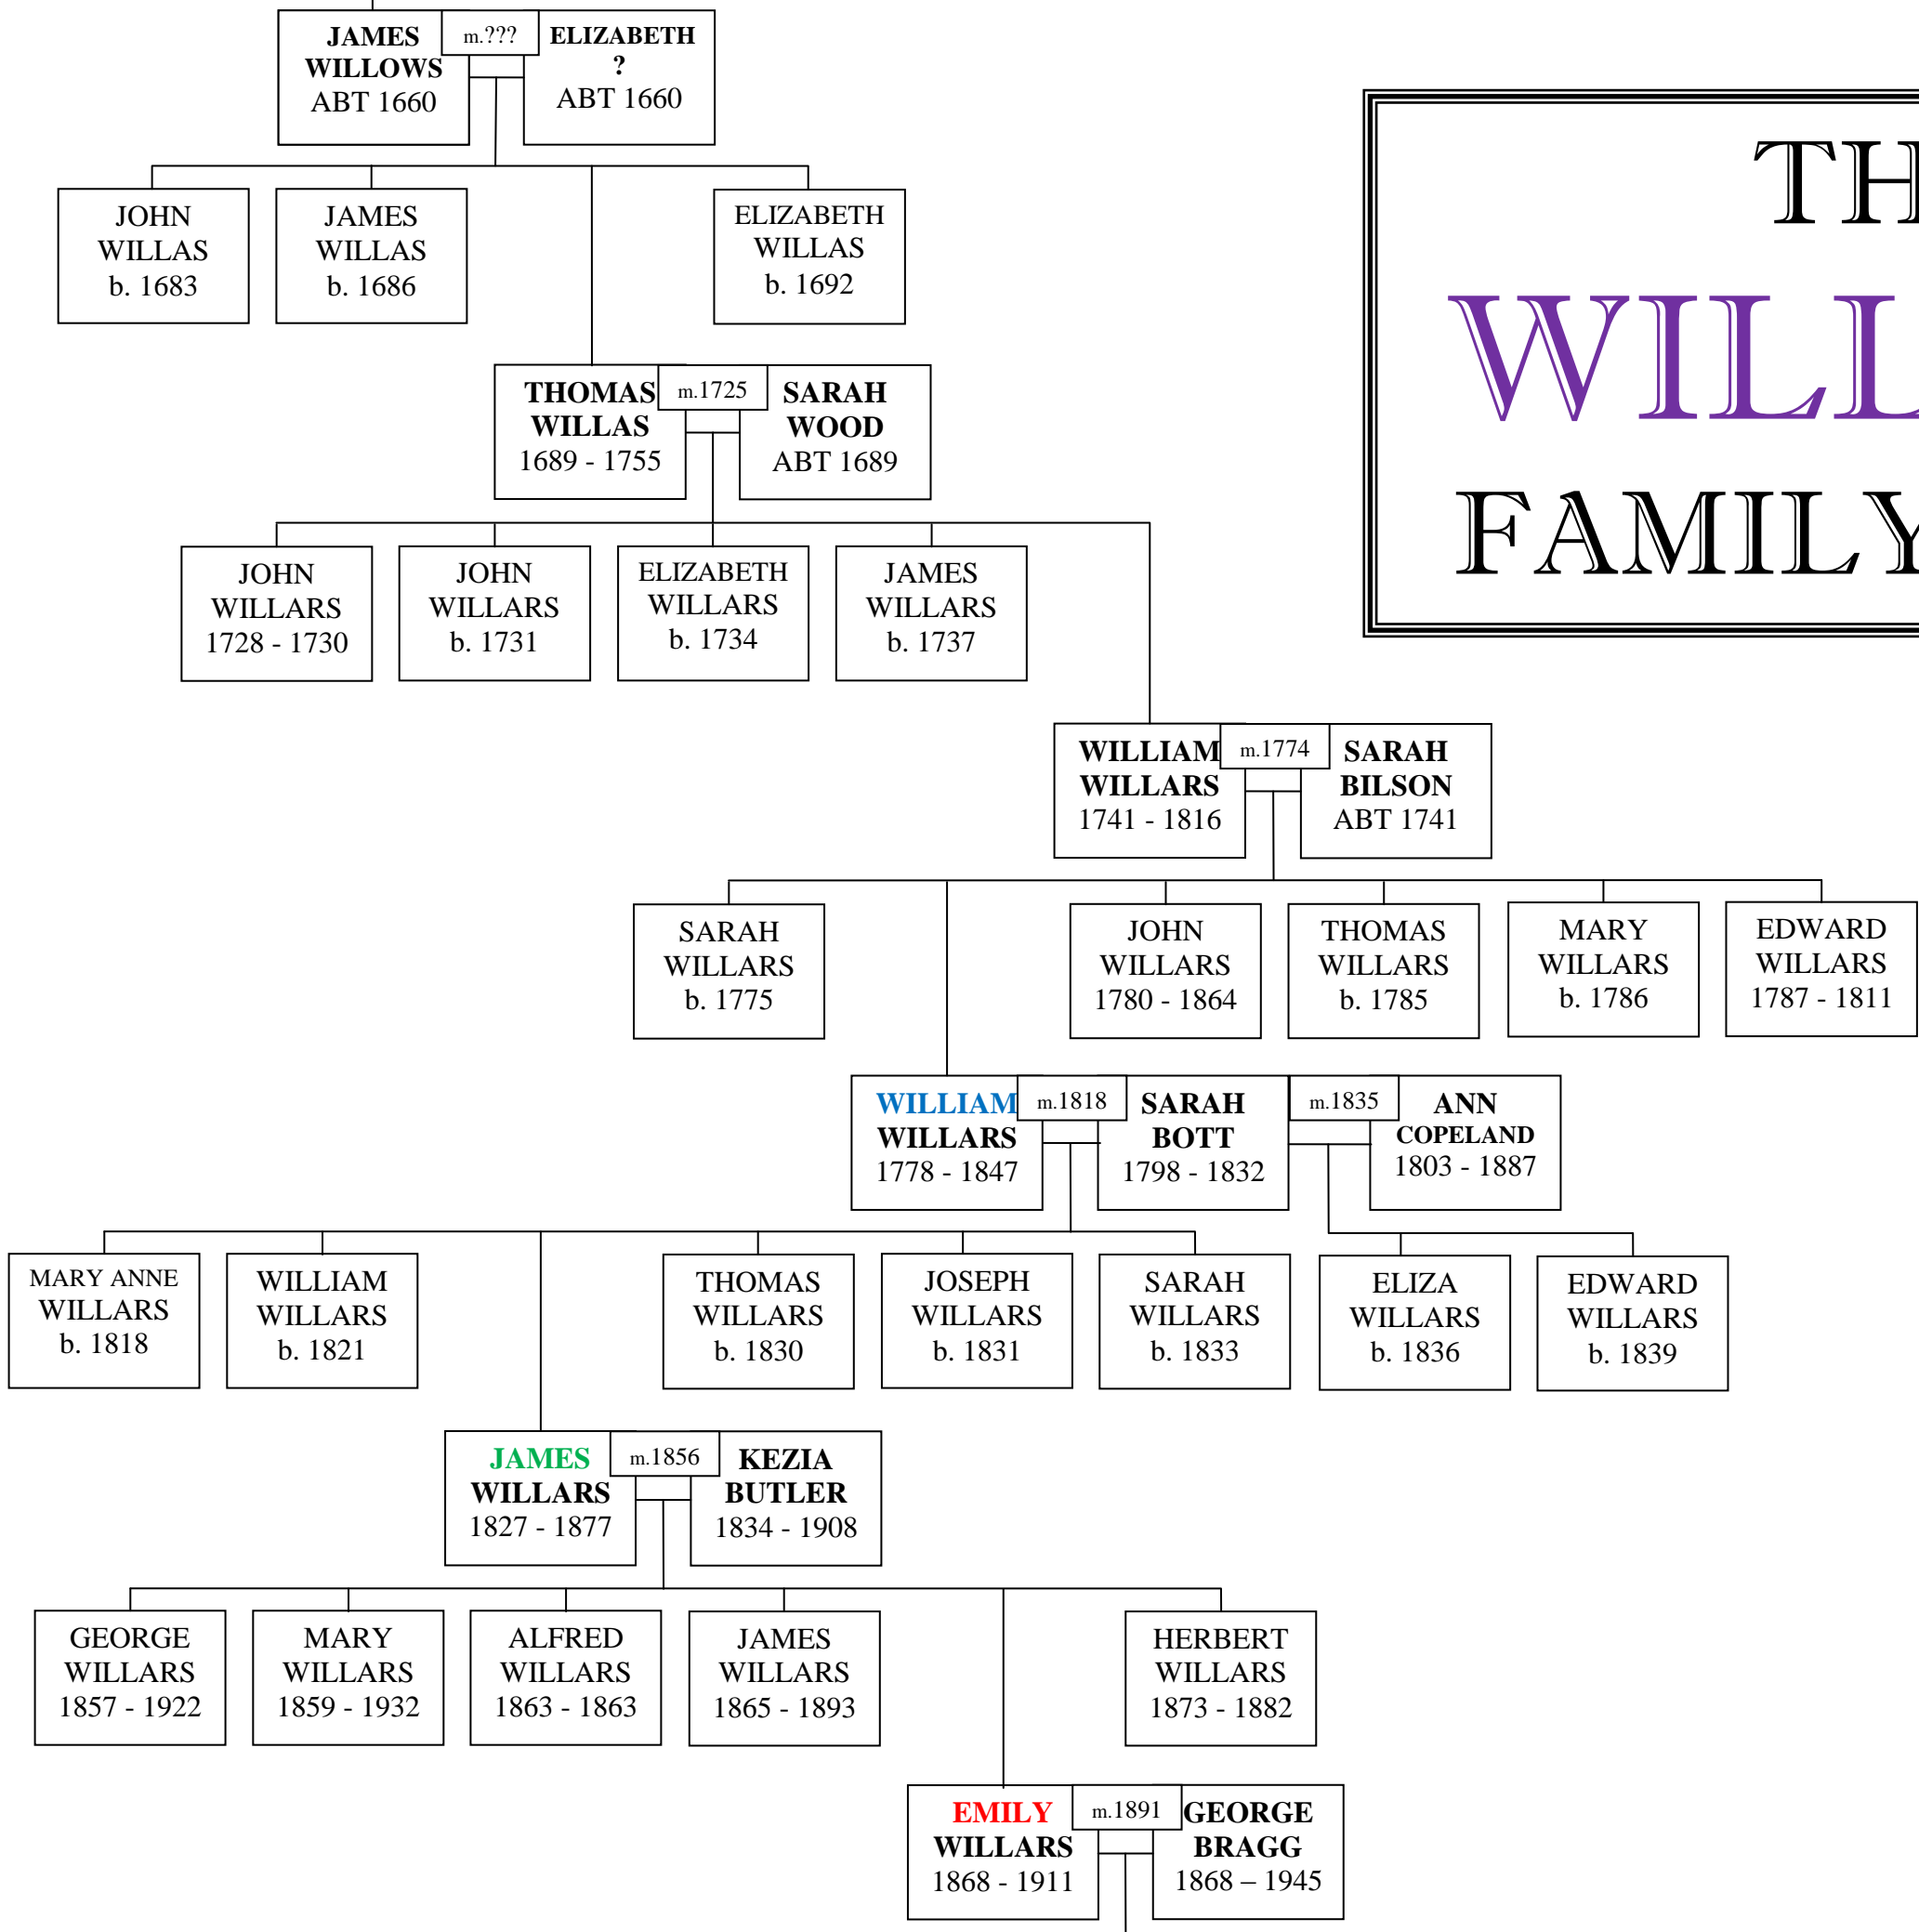 JAMES
WILLOWS
ABT 1660
m.???
ELIZABETH
?
ABT 1660
TH
WILL
FAMILY
JOHN
WILLAS
b. 1683
JAMES
WILLAS
b. 1686
ELIZABETH
WILLAS
b. 1692
THOMAS
WILLAS
1689 - 1755
m.1725
SARAH
WOOD
ABT 1689
JOHN
WILLARS
1728 - 1730
JOHN
WILLARS
b. 1731
ELIZABETH
WILLARS
b. 1734
JAMES
WILLARS
b. 1737
WILLIAM
WILLARS
1741 - 1816
m.1774
SARAH
BILSON
ABT 1741
SARAH
WILLARS
b. 1775
JOHN
WILLARS
1780 - 1864
THOMAS
WILLARS
b. 1785
MARY
WILLARS
b. 1786
EDWARD
WILLARS
1787 - 1811
WILLIAM
WILLARS
1778 - 1847
m.1818
SARAH
BOTT
1798 - 1832
m.1835
ANN
COPELAND
1803 - 1887
MARY ANNE
WILLARS
b. 1818
WILLIAM
WILLARS
b. 1821
THOMAS
WILLARS
b. 1830
JOSEPH
WILLARS
b. 1831
SARAH
WILLARS
b. 1833
ELIZA
WILLARS
b. 1836
EDWARD
WILLARS
b. 1839
JAMES
WILLARS
1827 - 1877
m.1856
KEZIA
BUTLER
1834 - 1908
GEORGE
WILLARS
1857 - 1922
MARY
WILLARS
1859 - 1932
ALFRED
WILLARS
1863 - 1863
JAMES
WILLARS
1865 - 1893
HERBERT
WILLARS
1873 - 1882
EMILY
WILLARS
1868 - 1911
m.1891
GEORGE
BRAGG
1868 – 1945